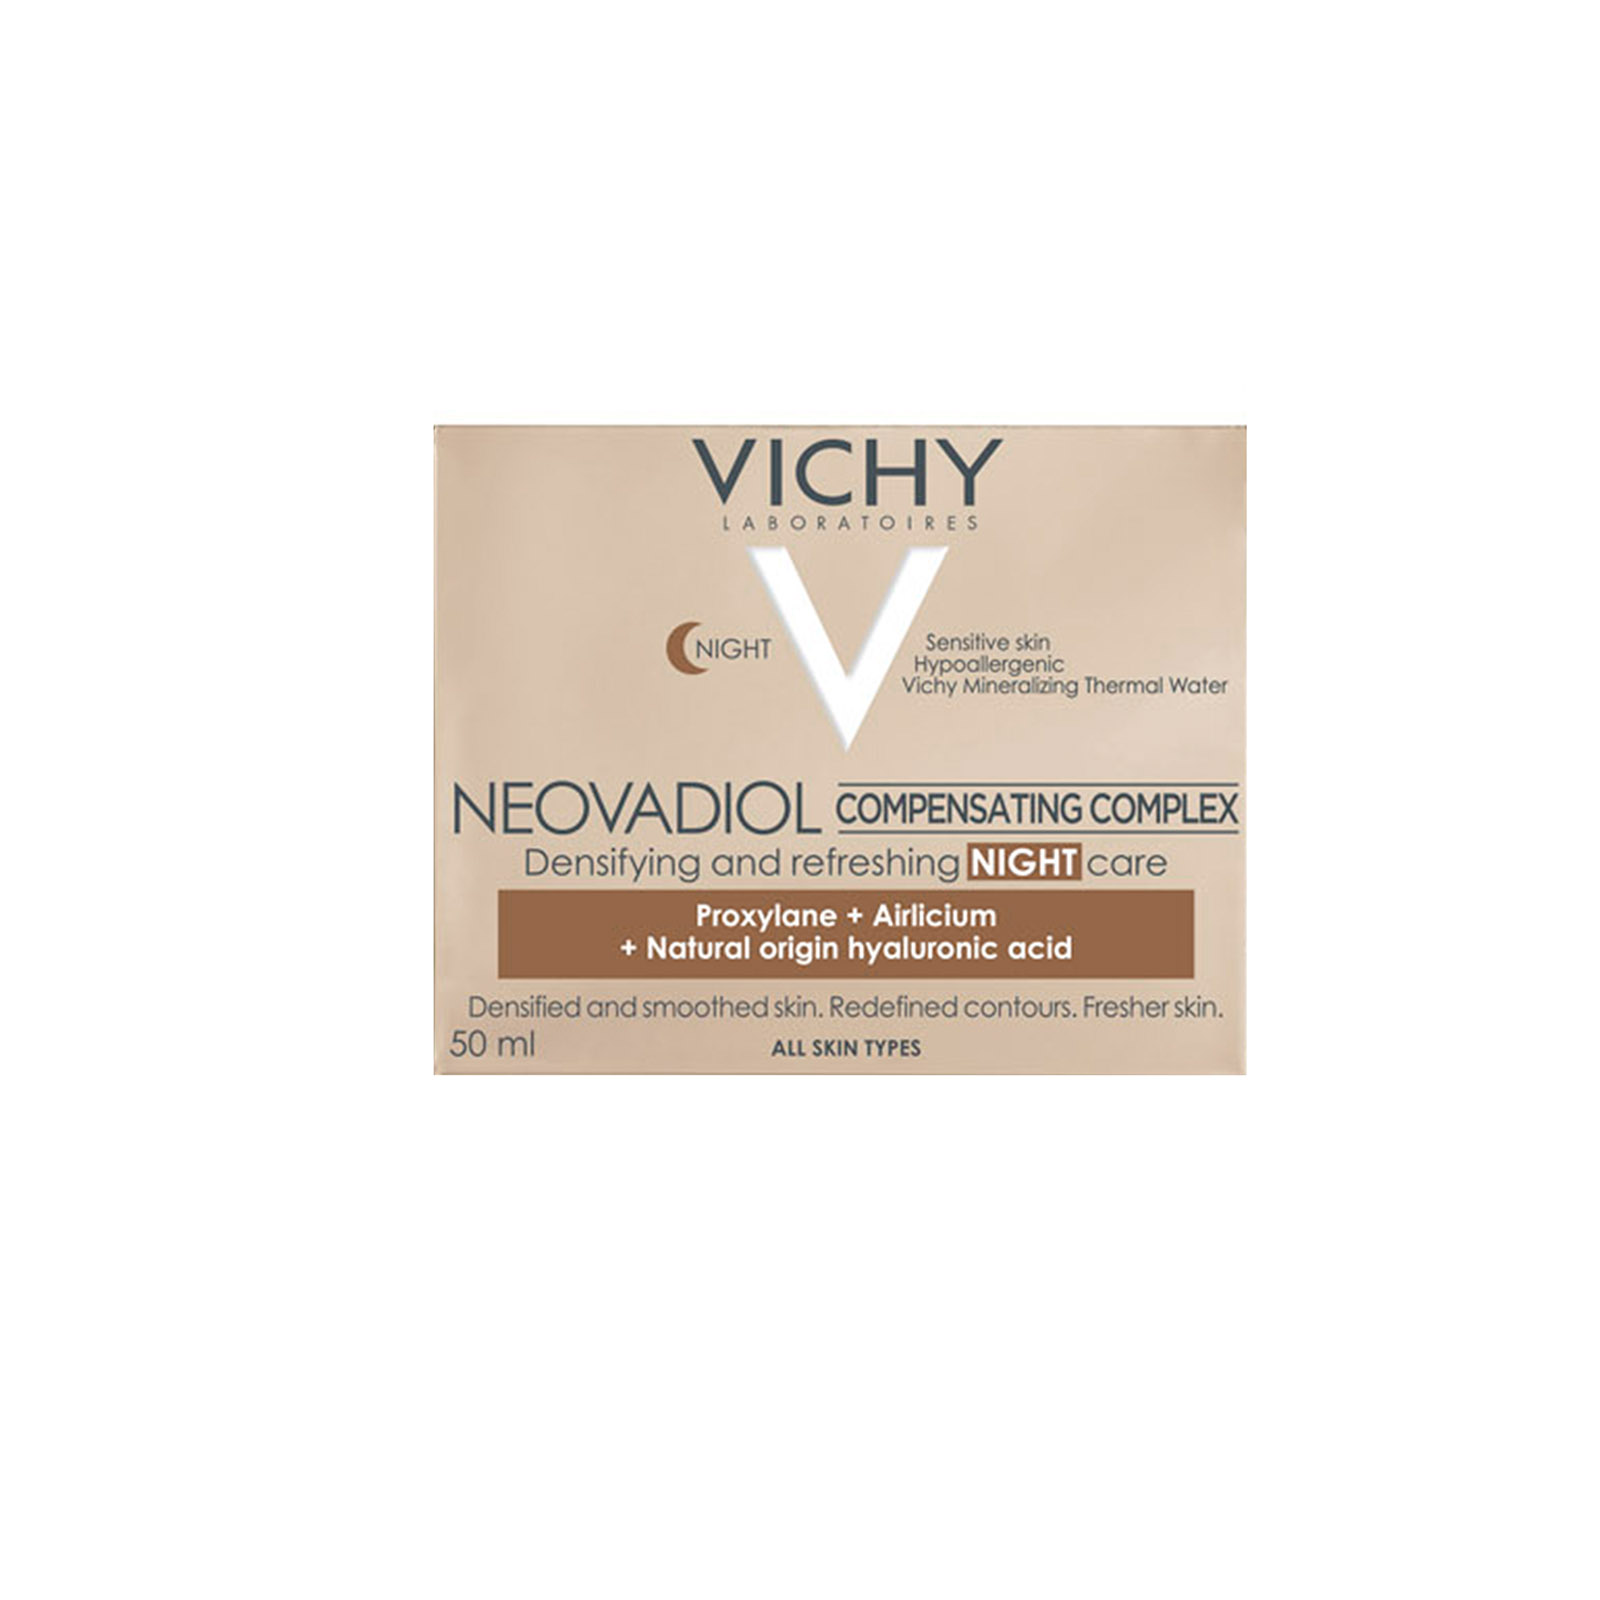 VICHY
LABORATOIRES
V
NIGHT
Sensitive skin
Hypoallergenic
Vichy Mineralizing Thermal Water
NEOVADIOL COMPENSATING COMPLEX
Densifying and refreshing NIGHT care
Proxylane + Airlicium
+ Natural origin hyaluronic acid
Densified and smoothed skin. Redefined contours. Fresher skin.
50 ml
ALL SKIN TYPES